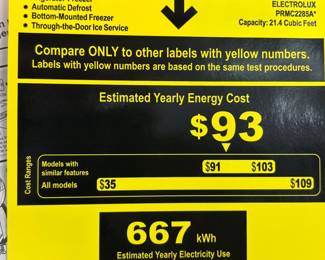 • Automatic Defrost
• Bottom-Mounted Freezer
• Through-the-Door Ice Service
ELECTROLUX
PRMC2285A*
Capacity: 21.4 Cubic Feet
Compare ONLY to other labels with yellow numbers.
Labels with yellow numbers are based on the same test procedures.
Estimated Yearly Energy Cost
$93
Cost Ranges
Models with
similar features
$91 $103
All models
$35 $109
667 kWh
Estimated Yearly Electricity Use